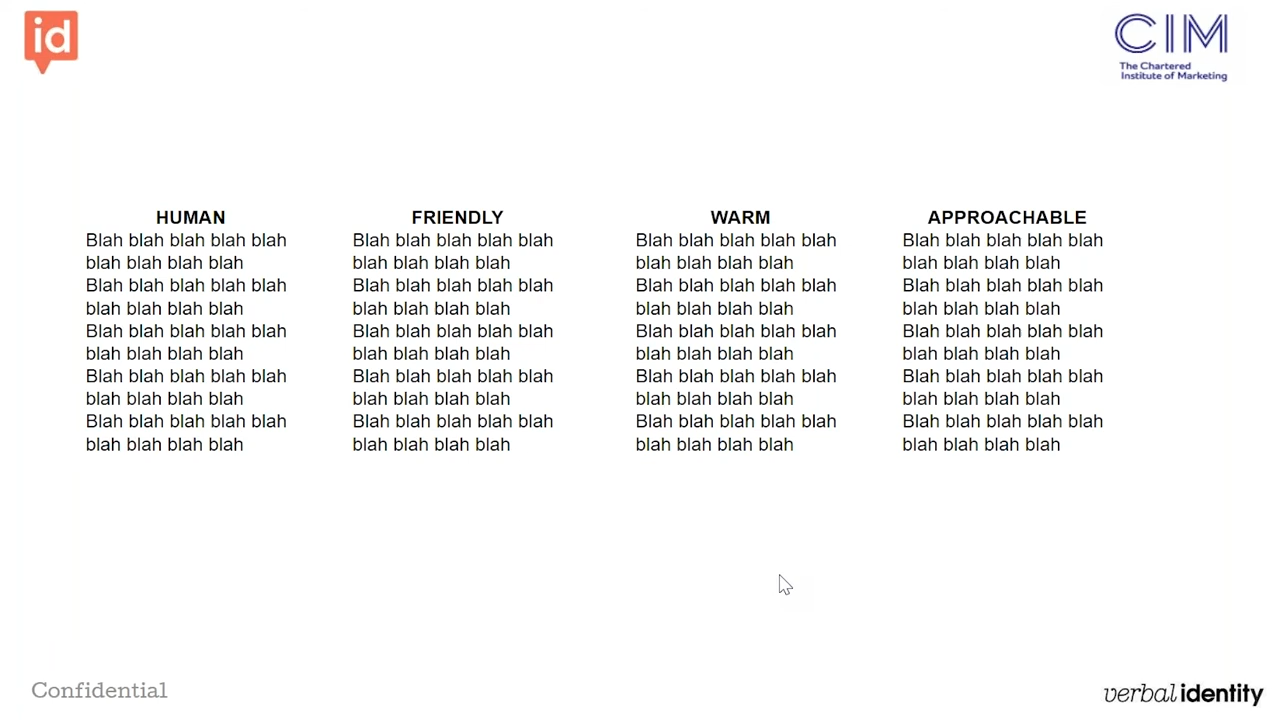 id
CIM
The Chartered
Institute of Marketing
HUMAN
Blah blah blah blah blah
blah blah blah blah
Blah blah blah blah blah
blah blah blah blah
Blah blah blah blah blah
blah blah blah blah
Blah blah blah blah blah
blah blah blah blah
Blah blah blah blah blah
blah blah blah blah
FRIENDLY
Blah blah blah blah blah
blah blah blah blah
Blah blah blah blah blah
blah blah blah blah
Blah blah blah blah blah
blah blah blah blah
Blah blah blah blah blah
blah blah blah blah
Blah blah blah blah blah
blah blah blah blah
WARM
Blah blah blah blah blah
blah blah blah blah
Blah blah blah blah blah
blah blah blah blah
Blah blah blah blah blah
blah blah blah blah
Blah blah blah blah blah
blah blah blah blah
Blah blah blah blah blah
blah blah blah blah
APPROACHABLE
Blah blah blah blah blah
blah blah blah blah
Blah blah blah blah blah
blah blah blah blah
Blah blah blah blah blah
blah blah blah blah
Blah blah blah blah blah
blah blah blah blah
Blah blah blah blah blah
blah blah blah blah
Confidential
verbal identity